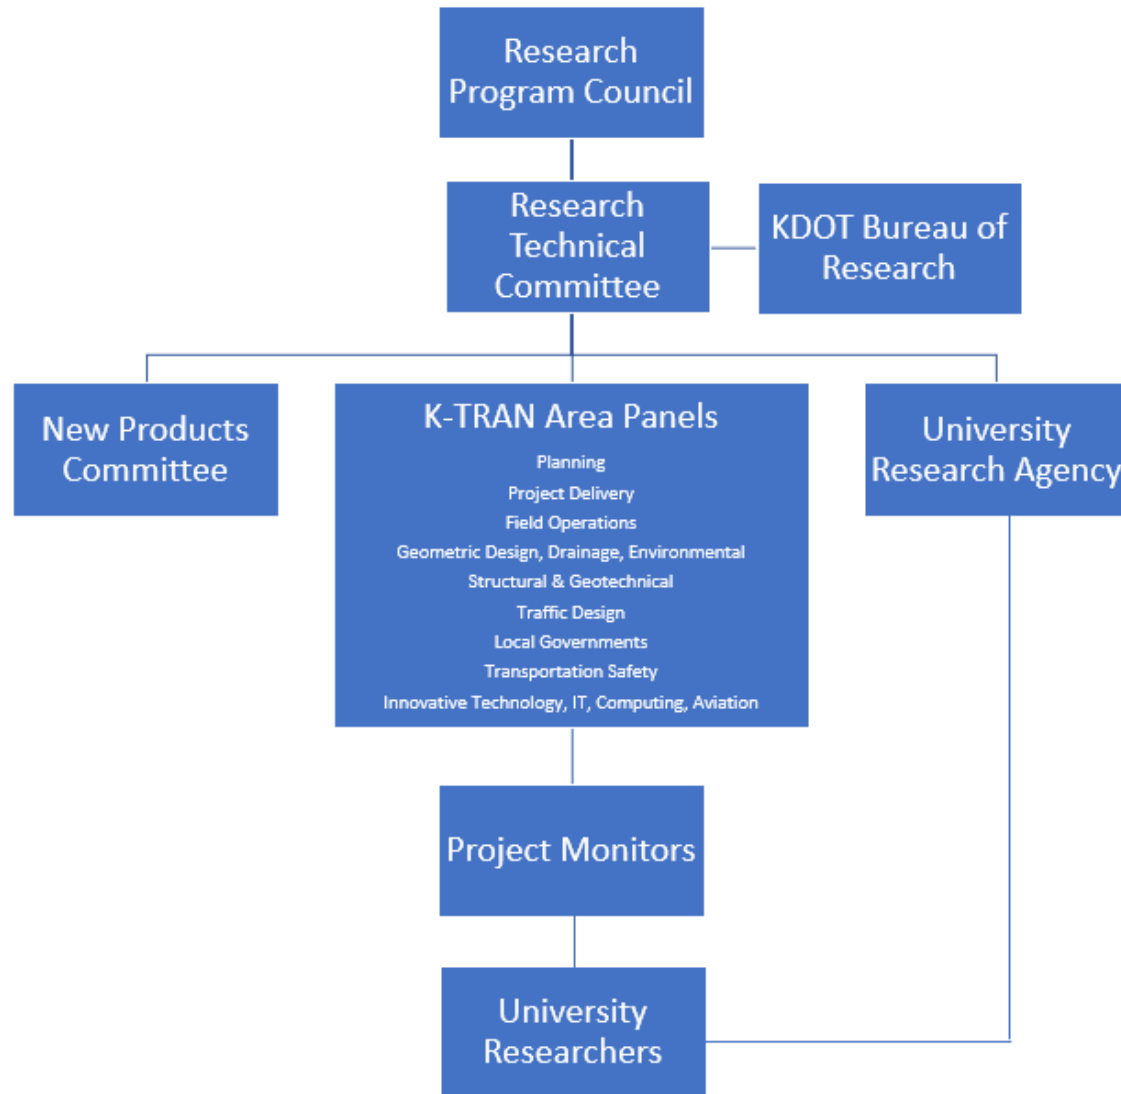 Research
Program Council
Research
Technical
Committee
KDOT Bureau of
Research
New Products
Committee
K-TRAN Area Panels
Planning
Project Delivery
Field Operations
Geometric Design, Drainage, Environmental
Structural & Geotechnical
Traffic Design
Local Governments
Transportation Safety
Innovative Technology, IT, Computing, Aviation
University
Research Agency
Project Monitors
University
Researchers